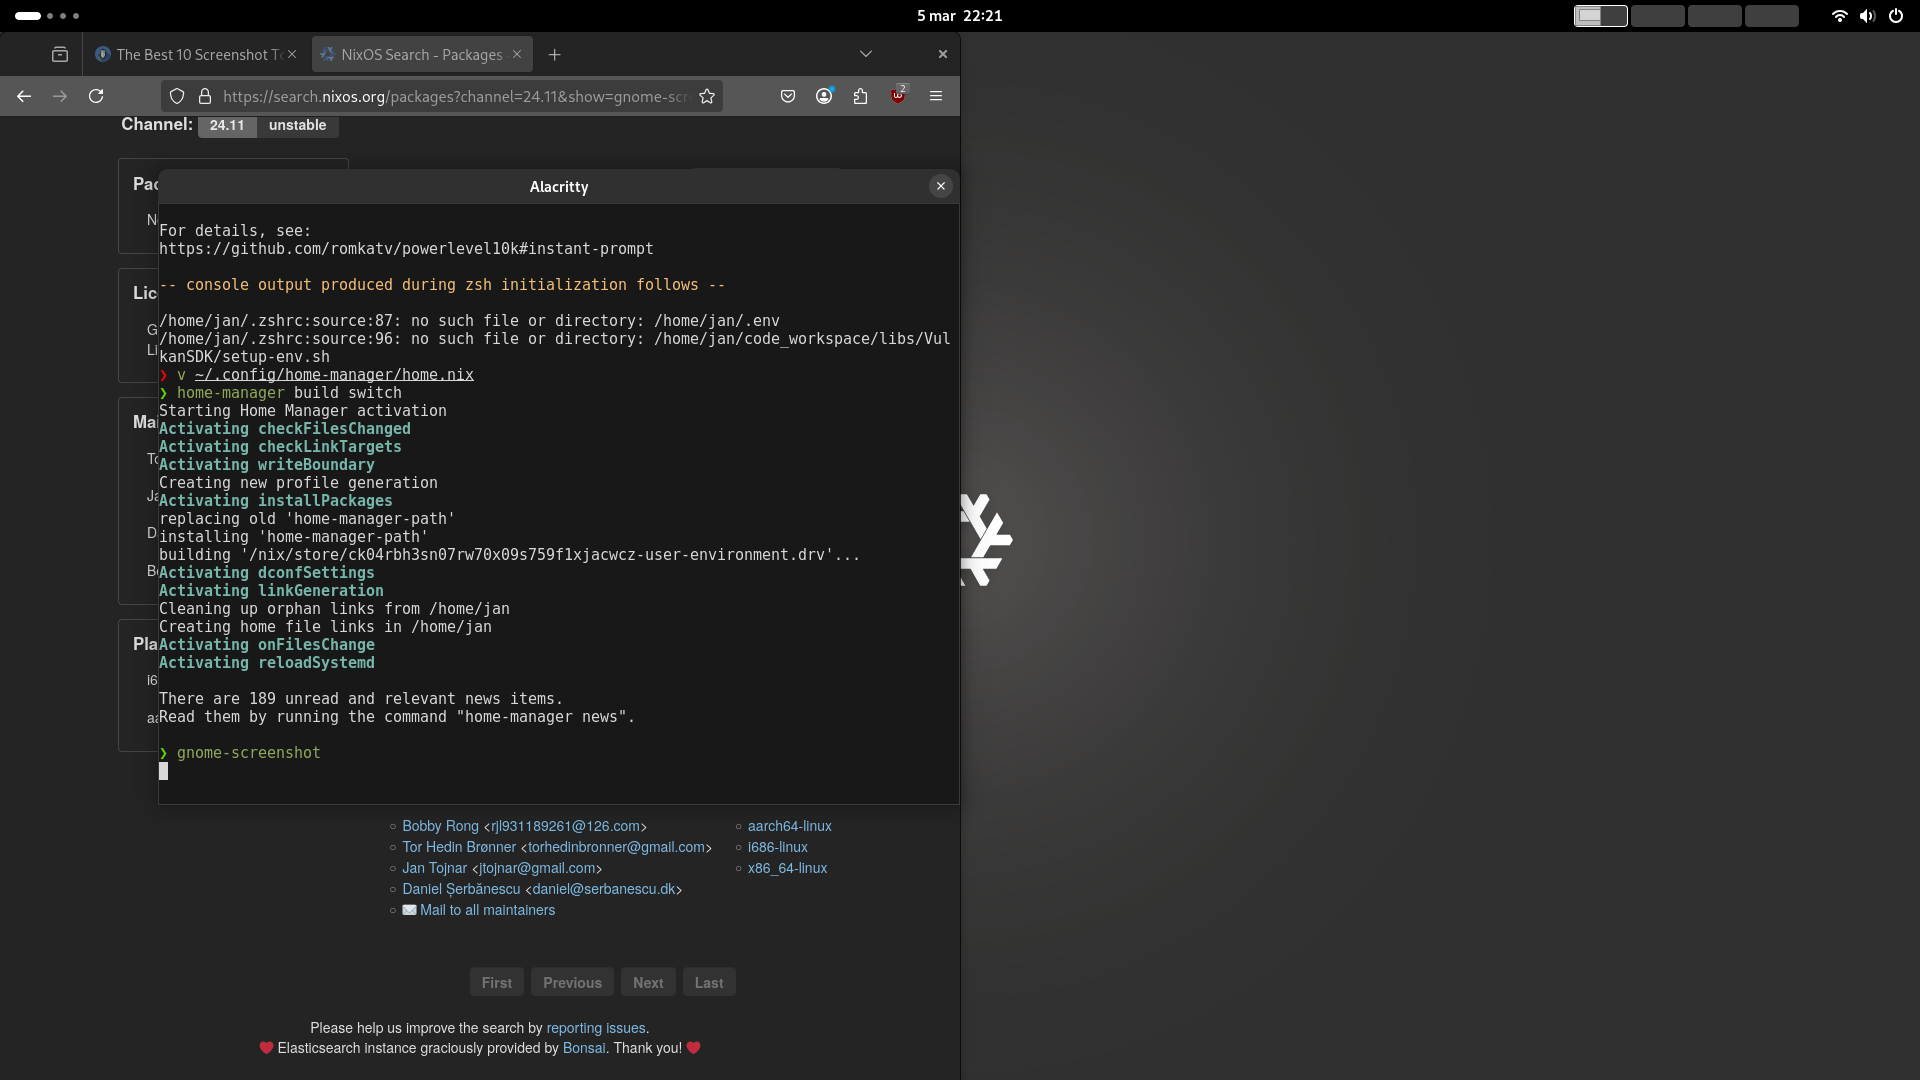 5 mar 22:21
The Best 10 Screenshot To
NixOS Search - Packages
https://search.nixos.org/packages?channel=24.11&show=gnome-scr
2
Channel: 24.11 unstable
Pac
Lic
G
Li
Mai
To
Ja
D
Be
Pla
i6
aa
Alacritty
For details, see:
https://github.com/romkatv/powerlevel10k#instant-prompt
-- console output produced during zsh initialization follows --
/home/jan/.zshrc:source:87: no such file or directory: /home/jan/.env
/home/jan/.zshrc:source:96: no such file or directory: /home/jan/code_workspace/libs/Vul
kanSDK/setup-env.sh
❯ v ~/.config/home-manager/home.nix
❯ home-manager build switch
Starting Home Manager activation
Activating checkFilesChanged
Activating checkLinkTargets
Activating writeBoundary
Creating new profile generation
Activating installPackages
replacing old 'home-manager-path'
installing 'home-manager-path'
building '/nix/store/ck04rbh3sn07rw70x09s759f1xjacwcz-user-environment.drv'...
Activating dconfSettings
Activating linkGeneration
Cleaning up orphan links from /home/jan
Creating home file links in /home/jan
Activating onFilesChange
Activating reloadSystemd
There are 189 unread and relevant news items.
Read them by running the command "home-manager news".
❯ gnome-screenshot
Bobby Rong <rjl931189261@126.com>
Tor Hedin Brønner <torhedinbronner@gmail.com>
Jan Tojnar <jtojnar@gmail.com>
Daniel Șerbănescu <daniel@serbanescu.dk>
Mail to all maintainers
aarch64-linux
i686-linux
x86_64-linux
First Previous Next Last
Please help us improve the search by reporting issues.
Elasticsearch instance graciously provided by Bonsai. Thank you!